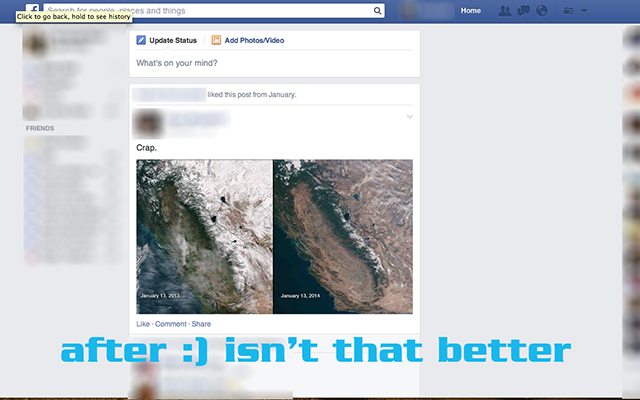 Search for people, places and things
Click to go back, hold to see history
Home
Update Status
Add Photos/Video
What's on your mind?
liked this post from January.
FRIENDS
Crap.
January 13, 2013
January 13, 2014
Like · Comment · Share
after :) isn't that better